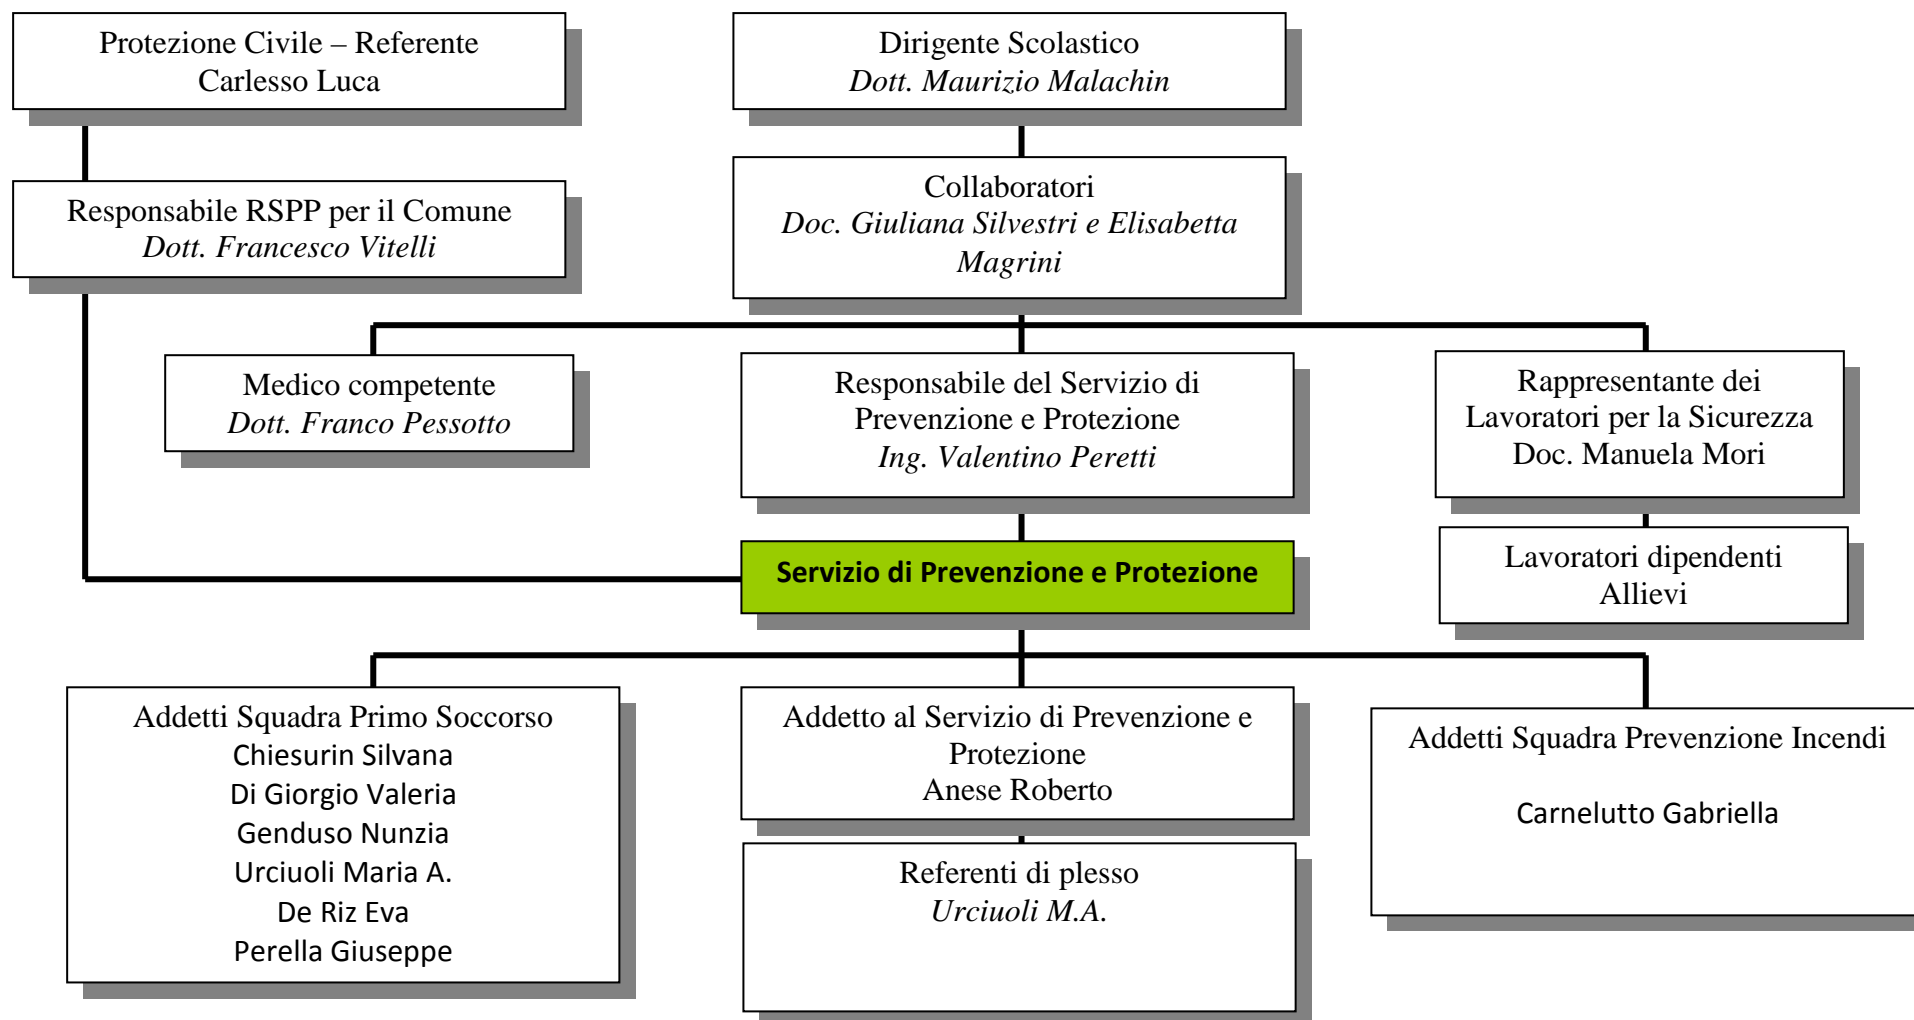 Protezione Civile – Referente
Carlesso Luca
Dirigente Scolastico
Dott. Maurizio Malachin
Responsabile RSPP per il Comune
Dott. Francesco Vitelli
Collaboratori
Doc. Giuliana Silvestri e Elisabetta
Magrini
Medico competente
Dott. Franco Pessotto
Responsabile del Servizio di
Prevenzione e Protezione
Ing. Valentino Peretti
Rappresentante dei
Lavoratori per la Sicurezza
Doc. Manuela Mori
Servizio di Prevenzione e Protezione
Lavoratori dipendenti
Allievi
Addetti Squadra Primo Soccorso
Chiesurin Silvana
Di Giorgio Valeria
Genduso Nunzia
Urciuoli Maria A.
De Riz Eva
Perella Giuseppe
Addetto al Servizio di Prevenzione e
Protezione
Anese Roberto
Referenti di plesso
Urciuoli M.A.
Addetti Squadra Prevenzione Incendi
Carnelutto Gabriella